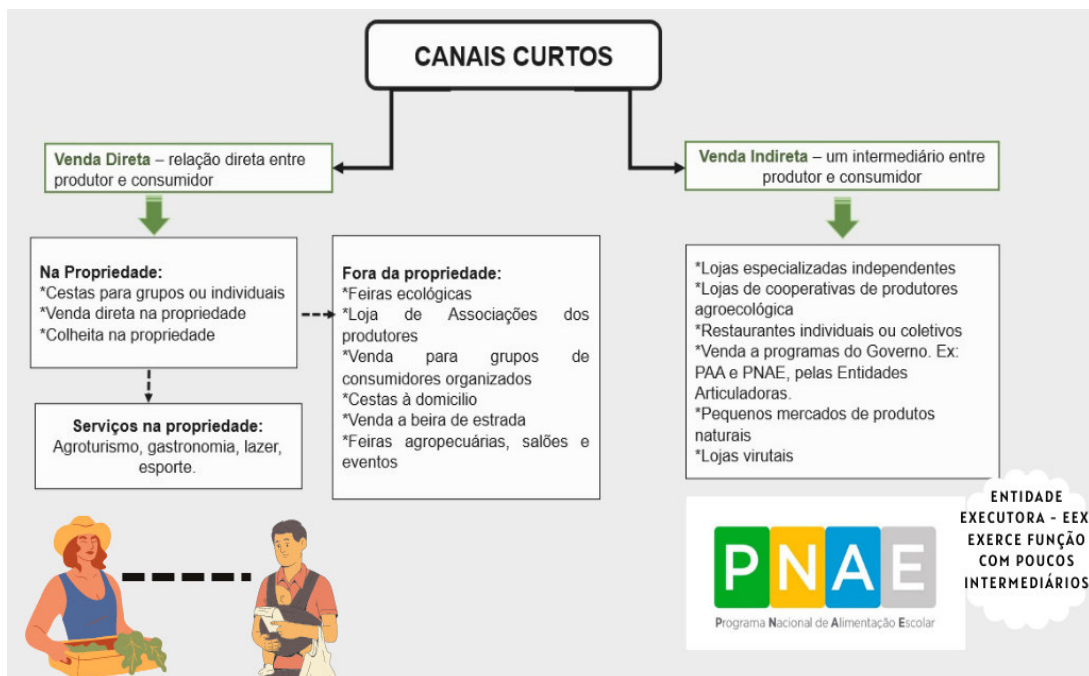 CANAIS CURTOS
Venda Direta – relação direta entre
produtor e consumidor
Venda Indireta – um intermediário entre
produtor e consumidor
Na Propriedade:
*Cestas para grupos ou individuais
*Venda direta na propriedade
*Colheita na propriedade
Serviços na propriedade:
Agroturismo, gastronomia, lazer,
esporte.
Fora da propriedade:
*Feiras ecológicas
*Loja de Associações dos
produtores
*Venda para grupos de
consumidores organizados
*Cestas à domicilio
*Venda a beira de estrada
*Feiras agropecuárias, salões e
eventos
*Lojas especializadas independentes
*Lojas de cooperativas de produtores
agroecológica
*Restaurantes individuais ou coletivos
*Venda a programas do Governo. Ex:
PAA e PNAE, pelas Entidades
Articuladoras.
*Pequenos mercados de produtos
naturais
*Lojas virutais
PNAE
Programa Nacional de Alimentação Escolar
ENTIDADE
EXECUTORA - EEX
EXERCE FUNÇÃO
COM POUCOS
INTERMEDIÁRIOS